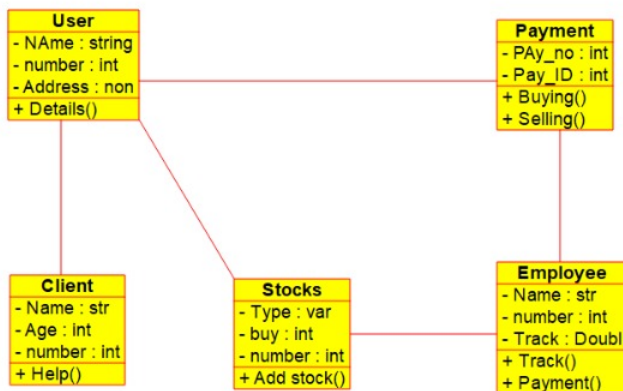 User
- NAme : string
- number : int
- Address : non
+ Details()
Payment
- PAy_no : int
- Pay_ID : int
+ Buying()
+ Selling()
Client
- Name : str
- Age : int
- number : int
+ Help()
Stocks
- Type : var
- buy : int
- number : int
+ Add stock()
Employee
- Name : str
- number : int
- Track : Doubl
+ Track()
+ Payment()